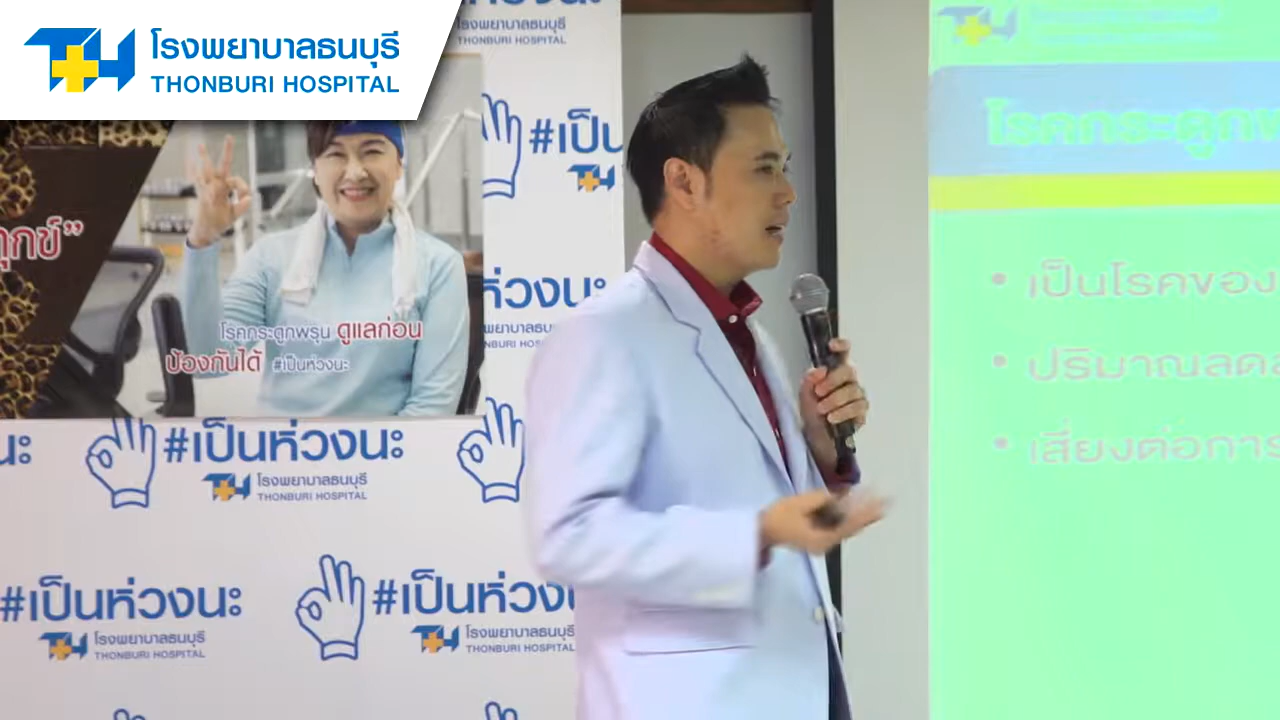 โรงพยาบาลธนบุรี
THONBURI HOSPITAL
โรงพยาบาลธนบุรี
THONBURI HOSPITAL
#เป็น
ทุกข์”
โรคกระดูกพรุน ดูแลก่อน
ป้องกันได้ #เป็นห่วงนะ
ห่วงนะ
#เป็นห่วงนะ
โรงพยาบาลธนบุรี
THONBURI HOSPITAL
#เป็นห่วงนะ
โรงพยาบาลธนบุรี
THONBURI HOSPITAL
#เป็นห่วง
โรงพยาบาลธนบุรี
THONBURI HOSPITAL
โรคกระดูกพ
• เป็นโรคของ
• ปริมาณลดล
• เสี่ยงต่อการ